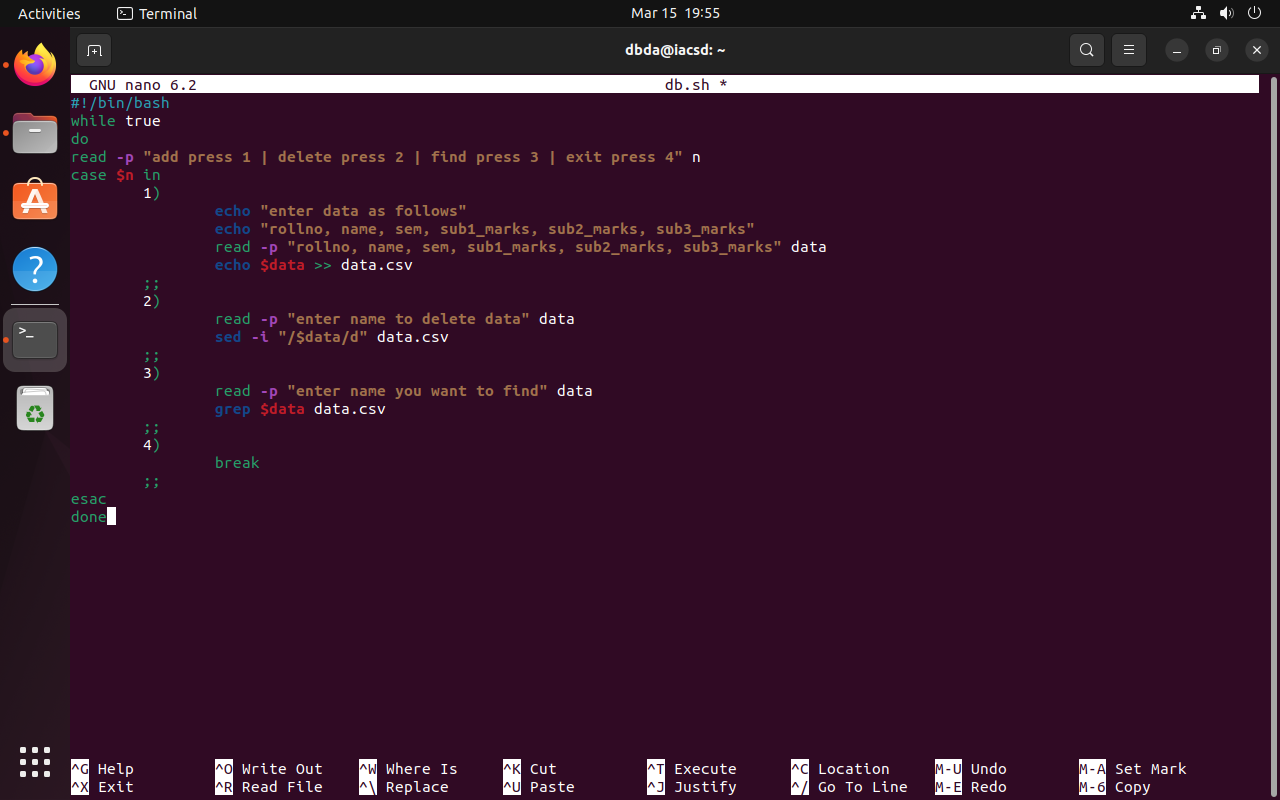 Activities Terminal Mar 15 19:55
dbda@iacsd: ~
GNU nano 6.2 db.sh *
#!/bin/bash
while true
do
read -p "add press 1 | delete press 2 | find press 3 | exit press 4" n
case $n in
1)
echo "enter data as follows"
echo "rollno, name, sem, sub1_marks, sub2_marks, sub3_marks"
read -p "rollno, name, sem, sub1_marks, sub2_marks, sub3_marks" data
echo $data >> data.csv
;;
2)
read -p "enter name to delete data" data
sed -i "/$data/d" data.csv
;;
3)
read -p "enter name you want to find" data
grep $data data.csv
;;
4)
break
;;
esac
done
^G Help ^O Write Out ^W Where Is ^K Cut ^T Execute ^C Location M-U Undo M-A Set Mark
^X Exit ^R Read File ^\ Replace ^U Paste ^J Justify ^/ Go To Line M-E Redo M-6 Copy